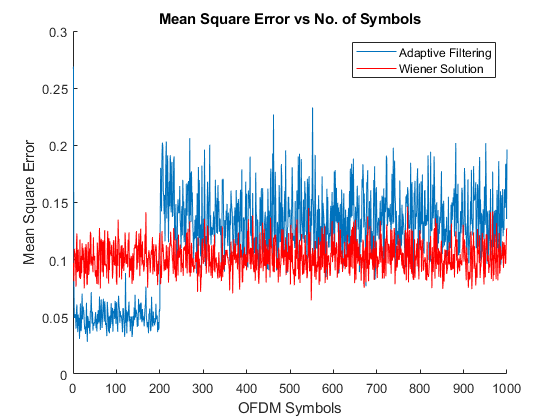 Mean Square Error vs No. of Symbols
Adaptive Filtering
Wiener Solution
Mean Square Error
0.3
0.25
0.2
0.15
0.1
0.05
0
0 100 200 300 400 500 600 700 800 900 1000
OFDM Symbols